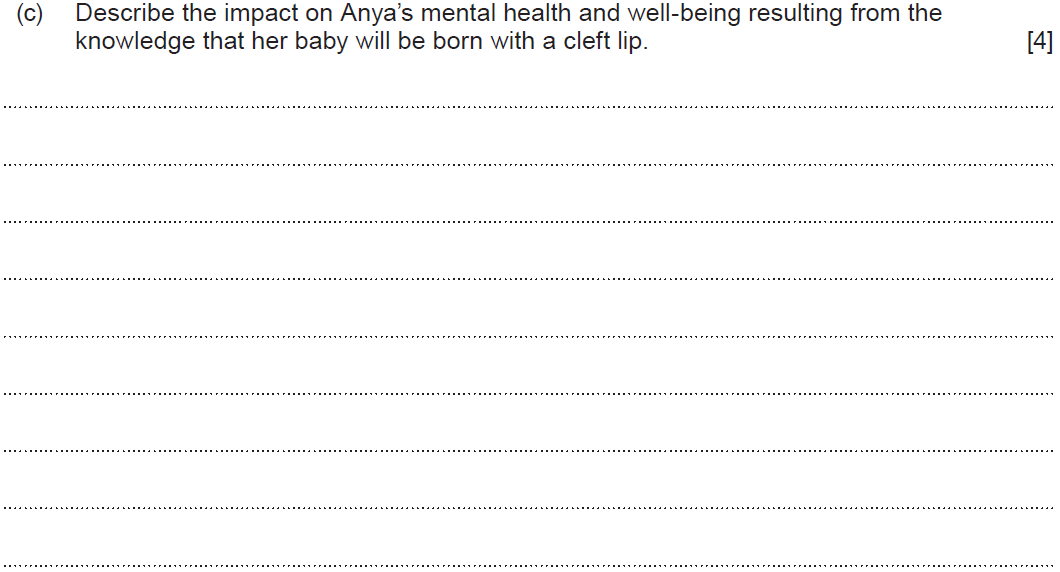 (c) Describe the impact on Anya's mental health and well-being resulting from the
knowledge that her baby will be born with a cleft lip. [4]